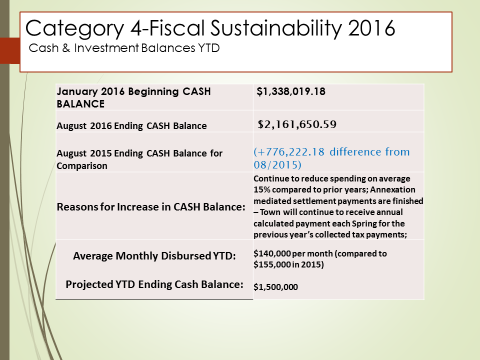 Category 4-Fiscal Sustainability 2016
Cash & Investment Balances YTD
January 2016 Beginning CASH
BALANCE
$1,338,019.18
August 2016 Ending CASH Balance
$2,161,650.59
August 2015 Ending CASH Balance for
Comparison
(+776,222.18 difference from
08/2015)
Reasons for Increase in CASH Balance:
Continue to reduce spending on average
15% compared to prior years; Annexation
mediated settlement payments are finished
– Town will continue to receive annual
calculated payment each Spring for the
previous year's collected tax payments;
Average Monthly Disbursed YTD:
$140,000 per month (compared to
$155,000 in 2015)
Projected YTD Ending Cash Balance:
$1,500,000